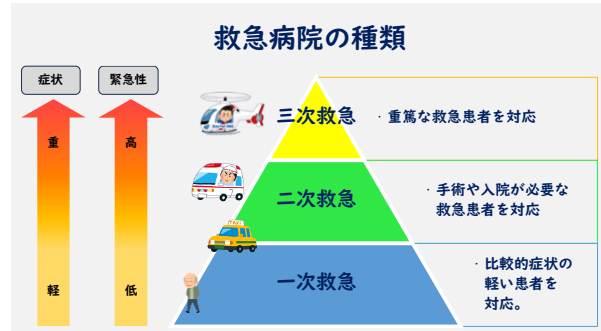 救急病院の種類
症状
緊急性
重
高
軽
低
三次救急
・重篤な救急患者を対応
二次救急
・手術や入院が必要な
救急患者を対応
TAXI
一次救急
・比較的症状の
軽い患者を
対応。